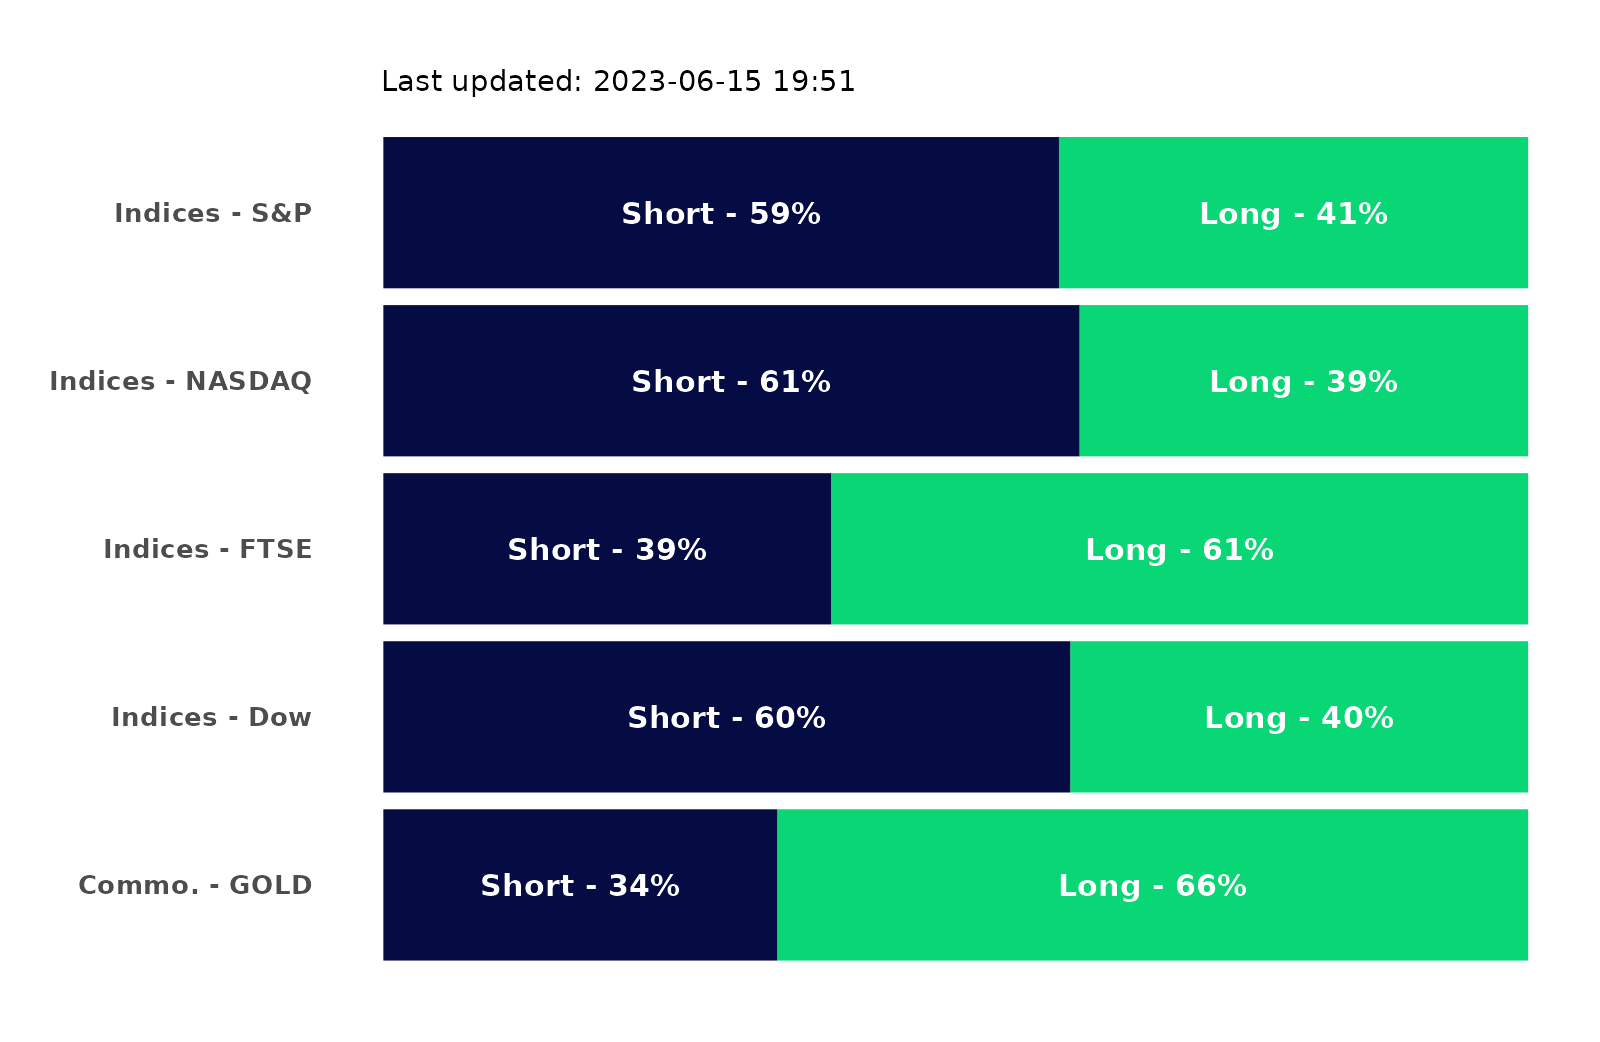 Last updated: 2023-06-15 19:51
Indices - S&P
Short - 59%
Long - 41%
Indices - NASDAQ
Short - 61%
Long - 39%
Indices - FTSE
Short - 39%
Long - 61%
Indices - Dow
Short - 60%
Long - 40%
Commo. - GOLD
Short - 34%
Long - 66%